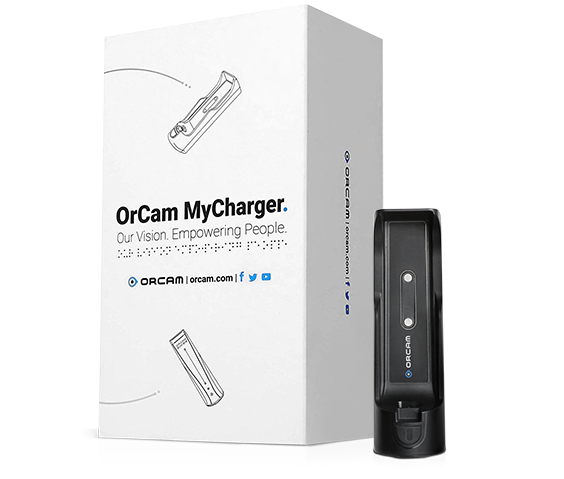 OrCam MyCharger.
Our Vision. Empowering People.
ORCAM | orcam.com |
ORCAM | orcam.com |
ORCAM